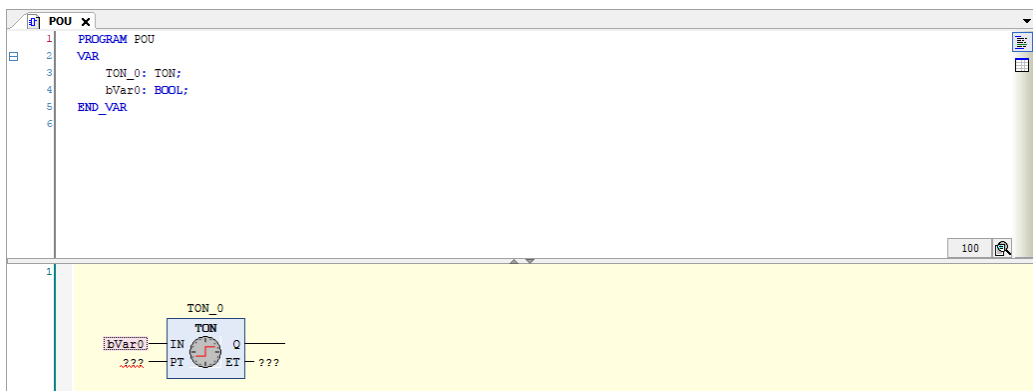 POU
1 PROGRAM POU
2 VAR
3 TON_0: TON;
4 bVar0: BOOL;
5 END_VAR
6
100
1
TON_0
TON
bVar0 IN Q
??? PT ET ???